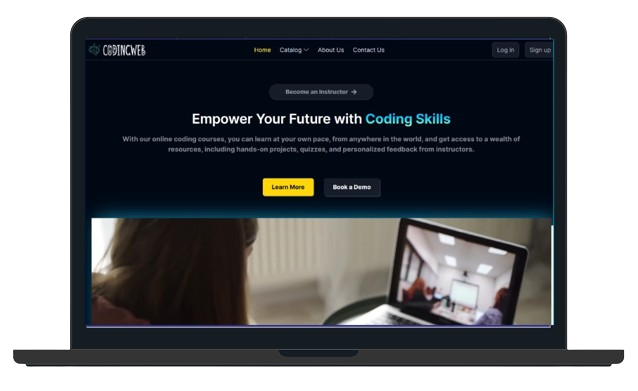 CODINGWEB
Home Catalog About Us Contact Us Log in Sign up
Become an Instructor →
Empower Your Future with Coding Skills
With our online coding courses, you can learn at your own pace, from anywhere in the world, and get access to a wealth of
resources, including hands-on projects, quizzes, and personalized feedback from instructors.
Learn More Book a Demo